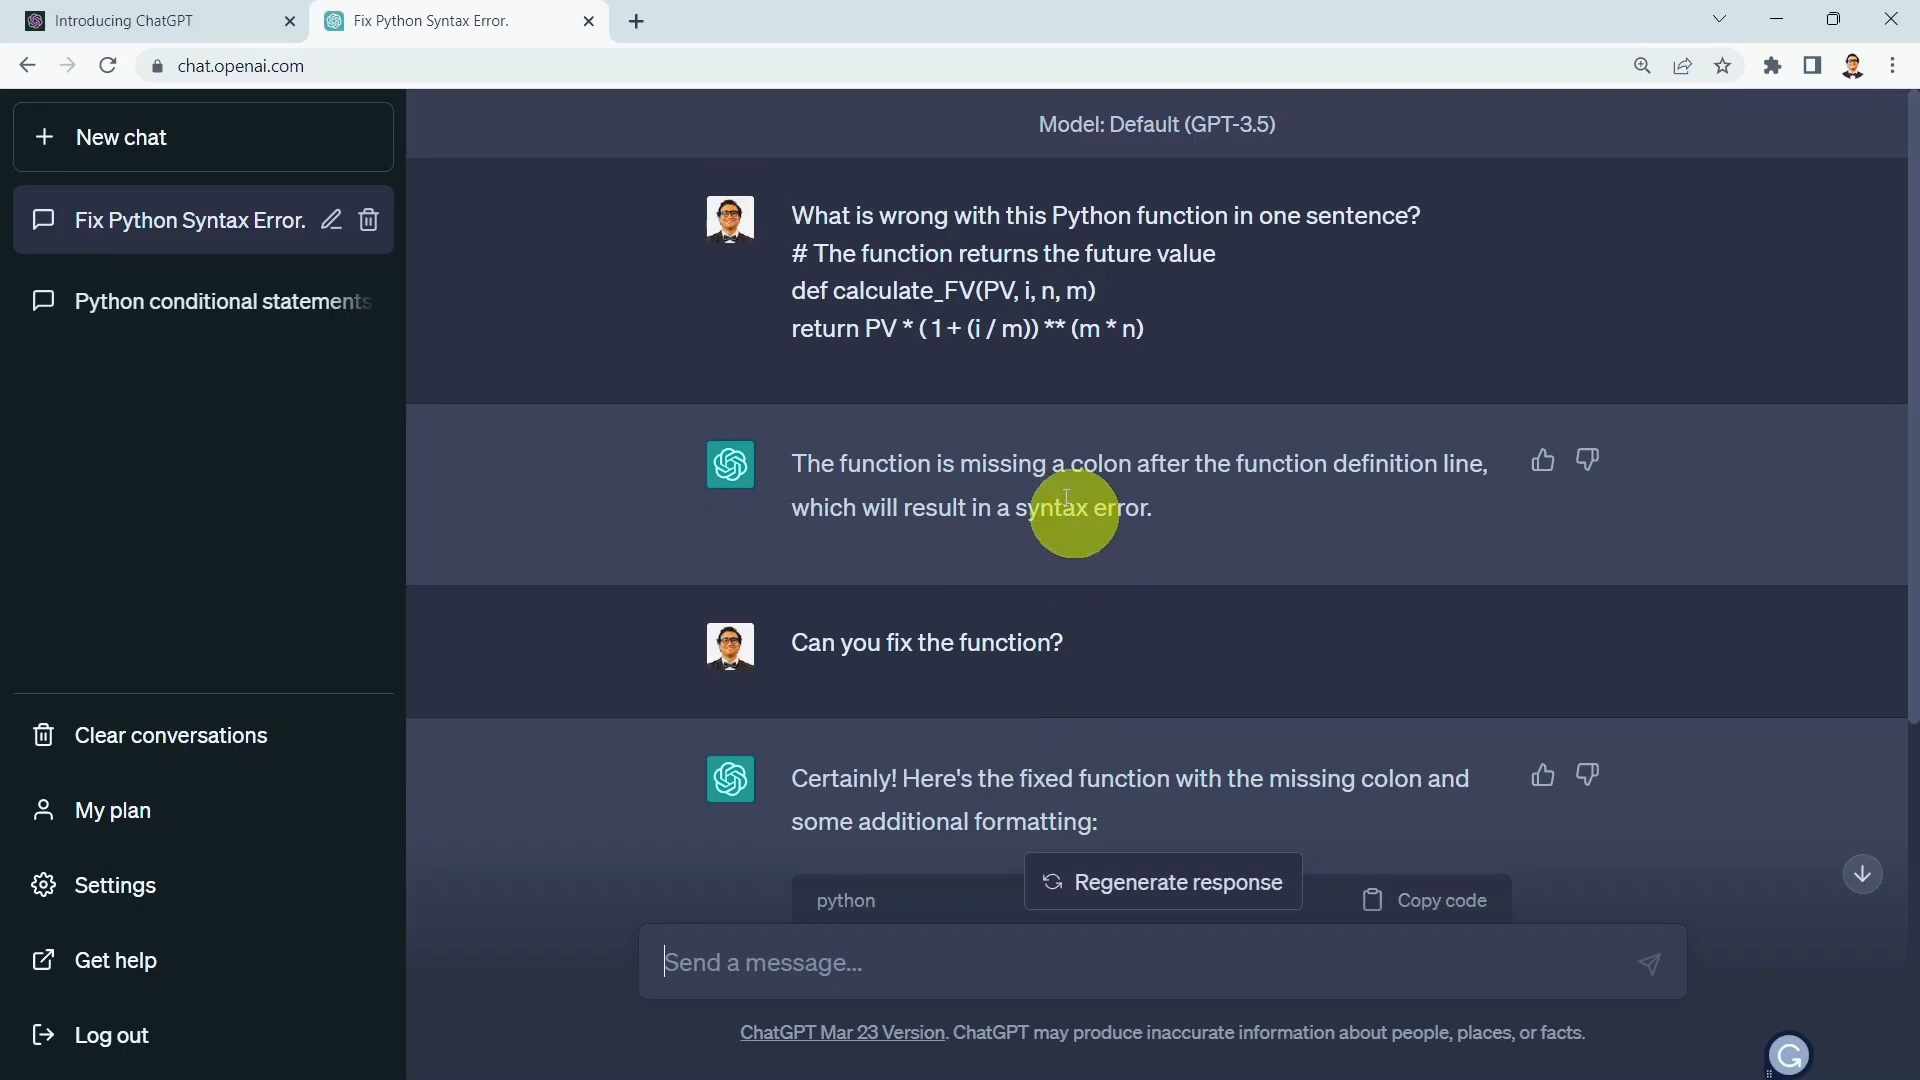 Introducing ChatGPT
Fix Python Syntax Error.
chat.openai.com
New chat
Fix Python Syntax Error.
Python conditional statements
Clear conversations
My plan
Settings
Get help
Log out
Model: Default (GPT-3.5)
What is wrong with this Python function in one sentence?
# The function returns the future value
def calculate_FV(PV, i, n, m)
return PV * ( 1 + (i / m)) ** (m * n)
The function is missing a colon after the function definition line,
which will result in a syntax error.
Can you fix the function?
Certainly! Here's the fixed function with the missing colon and
some additional formatting:
Regenerate response
python
Copy code
Send a message...
ChatGPT Mar 23 Version. ChatGPT may produce inaccurate information about people, places, or facts.